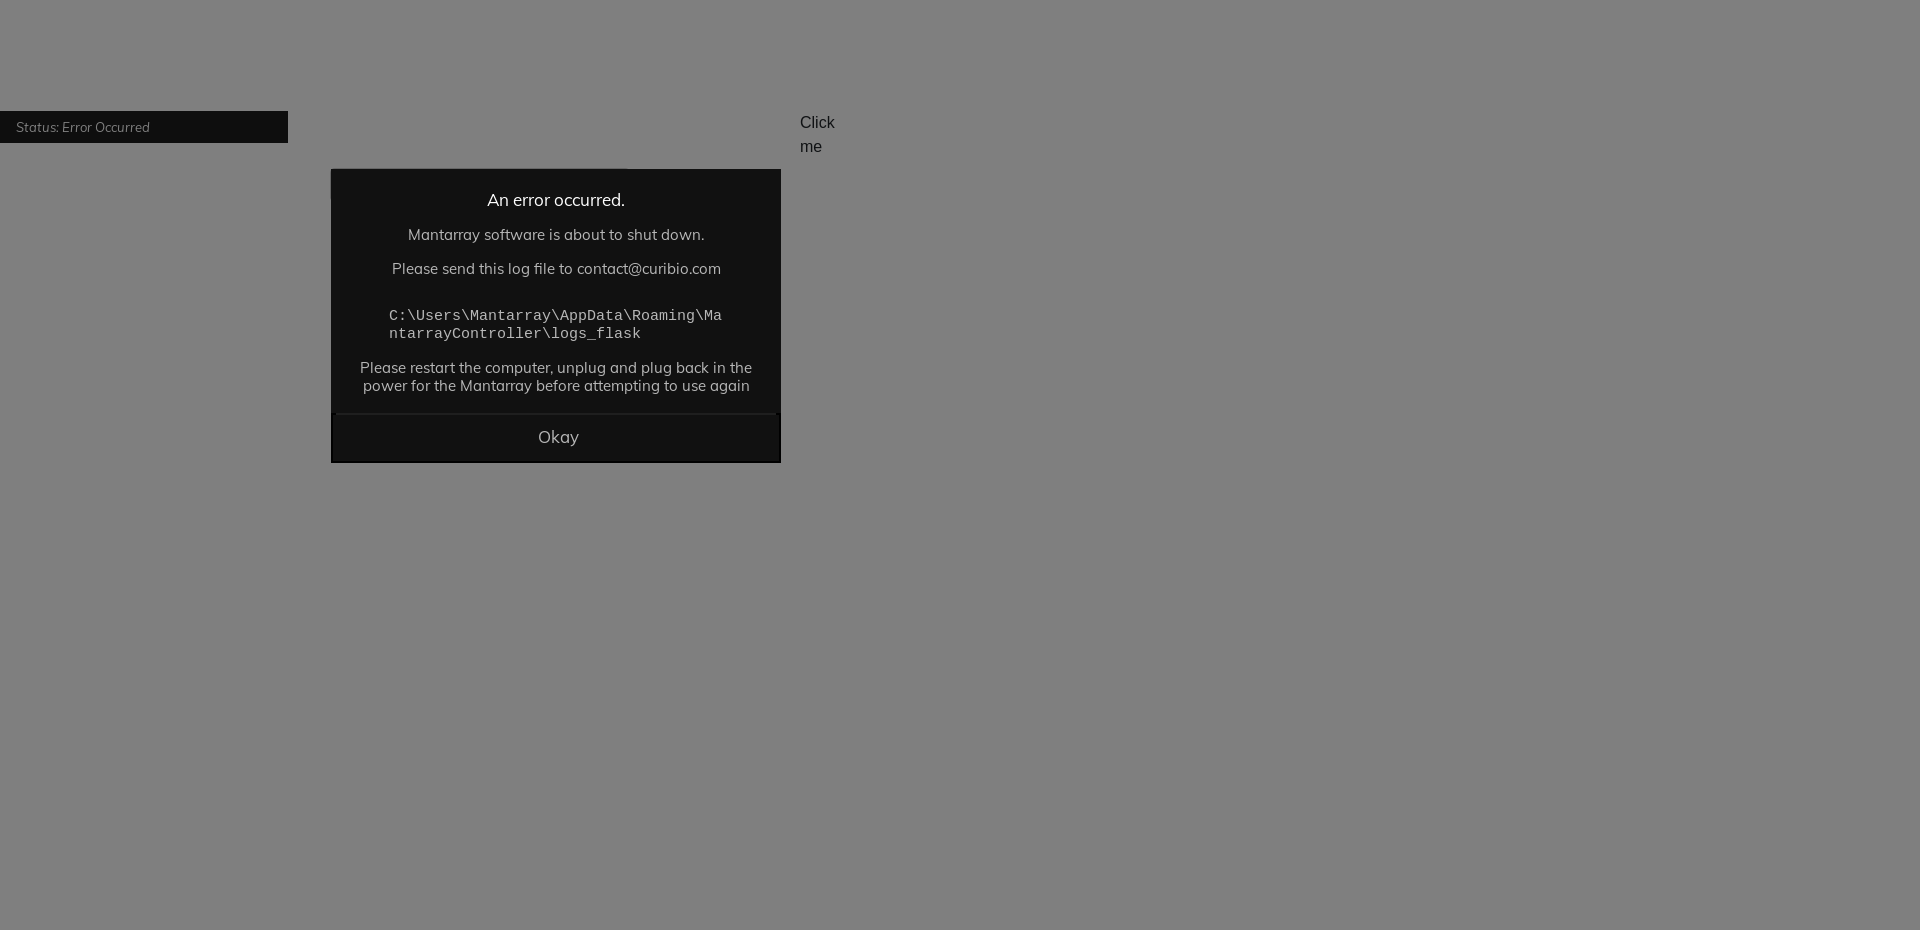 Status: Error Occurred
Click
me
An error occurred.
Mantarray software is about to shut down.
Please send this log file to contact@curibio.com
C:\Users\Mantarray\AppData\Roaming\Ma
ntarrayController\logs_flask
Please restart the computer, unplug and plug back in the
power for the Mantarray before attempting to use again
Okay